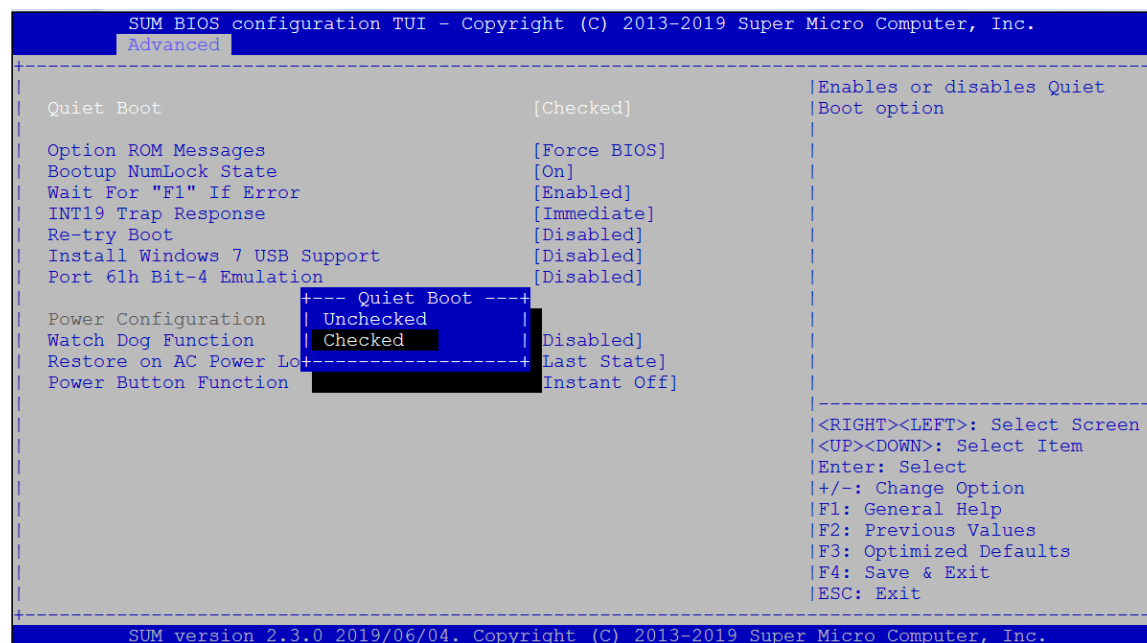 SUM BIOS configuration TUI - Copyright (C) 2013-2019 Super Micro Computer, Inc.
Advanced
Quiet Boot [Checked]
Option ROM Messages [Force BIOS]
Bootup NumLock State [On]
Wait For "F1" If Error [Enabled]
INT19 Trap Response [Immediate]
Re-try Boot [Disabled]
Install Windows 7 USB Support [Disabled]
Port 61h Bit-4 Emulation [Disabled]
Power Configuration
Watch Dog Function Disabled]
Restore on AC Power Lo Last State]
Power Button Function Instant Off]
--- Quiet Boot ---
Unchecked
Checked
Enables or disables Quiet
Boot option
<RIGHT><LEFT>: Select Screen
<UP><DOWN>: Select Item
Enter: Select
+/-: Change Option
F1: General Help
F2: Previous Values
F3: Optimized Defaults
F4: Save & Exit
ESC: Exit
SUM version 2.3.0 2019/06/04. Copyright (C) 2013-2019 Super Micro Computer, Inc.